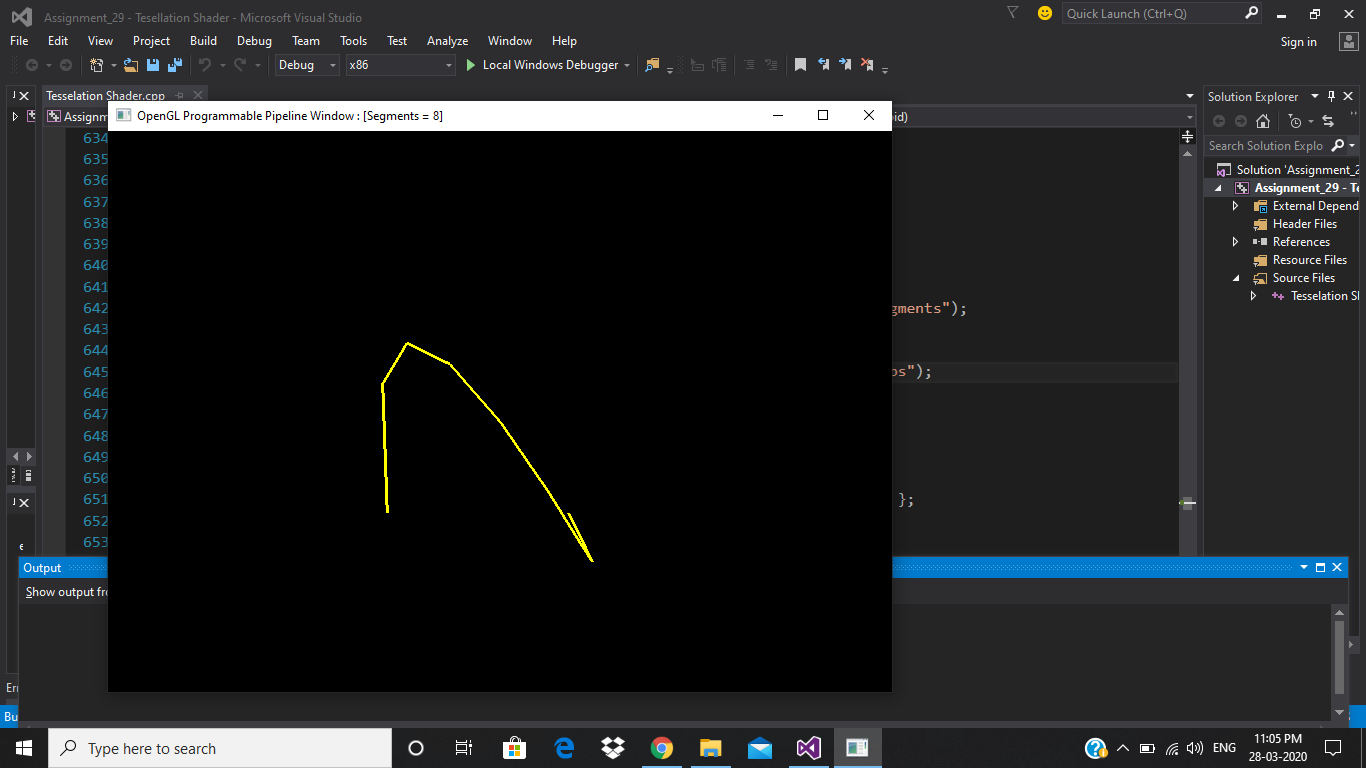 Assignment_29 - Tesellation Shader - Microsoft Visual Studio
Quick Launch (Ctrl+Q)
File Edit View Project Build Debug Team Tools Test Analyze Window Help
Sign in
Debug x86 Local Windows Debugger
Tesselation Shader.cpp
Solution Explorer
Assignm
OpenGL Programmable Pipeline Window : [Segments = 8]
oid)
634
635
636
637
638
639
640
641
642
643
644
645
646
647
648
649
650
651
652
653
gments");
os");
};
Search Solution Explo
Solution 'Assignment_2
Assignment_29 - Te
External Depend
Header Files
References
Resource Files
Source Files
Tesselation Sl
Output
Show output fro
Err
Bu
Type here to search
ENG
11:05 PM
28-03-2020